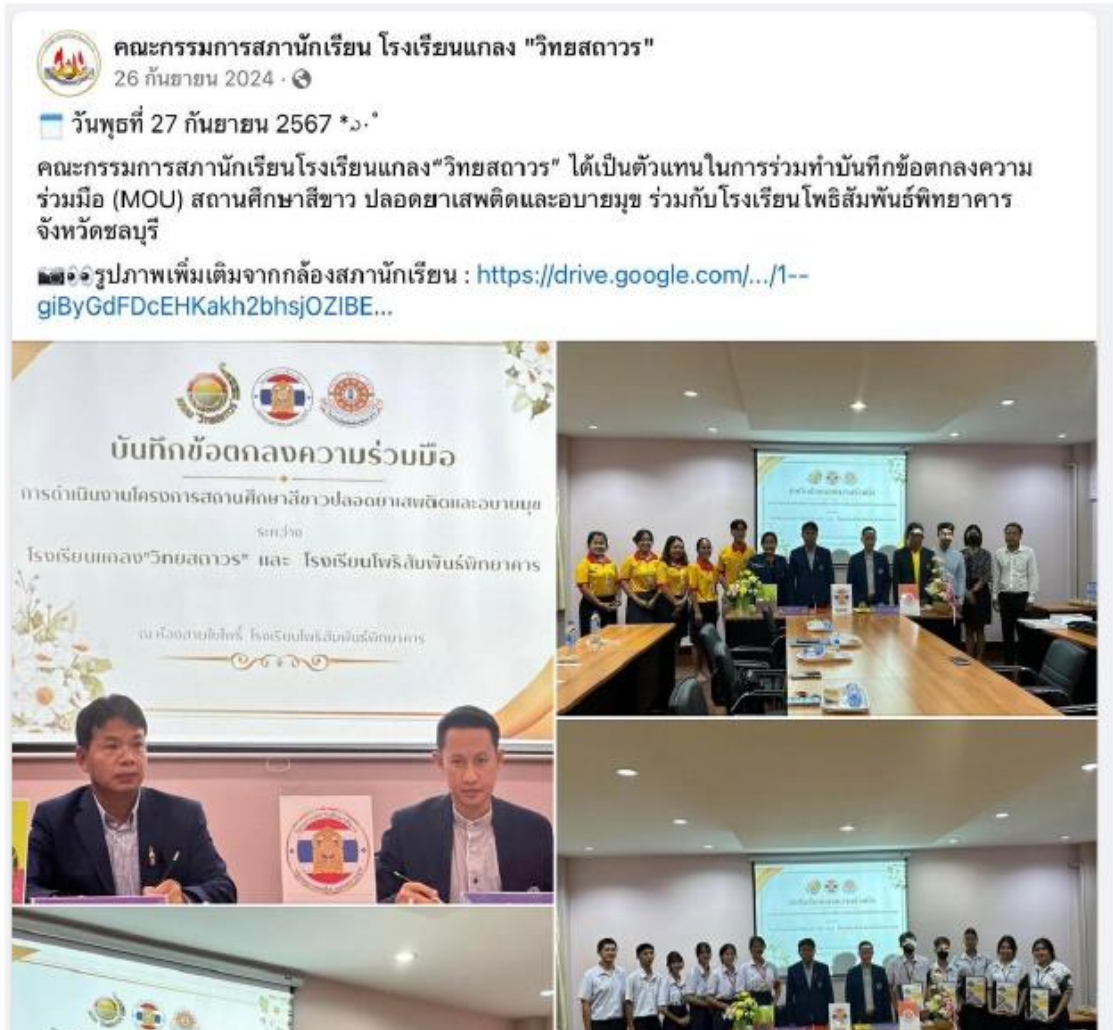 คณะกรรมการสภานักเรียน โรงเรียนแกลง "วิทยสถาวร"
26 กันยายน 2024 ·
วันพุธที่ 27 กันยายน 2567 *
คณะกรรมการสภานักเรียนโรงเรียนแกลง“วิทยสถาวร” ได้เป็นตัวแทนในการร่วมทำบันทึกข้อตกลงความ
ร่วมมือ (MOU) สถานศึกษาสีขาว ปลอดยาเสพติดและอบายมุข ร่วมกับโรงเรียนโพธิสัมพันธ์พิทยาคาร
จังหวัดชลบุรี
รูปภาพเพิ่มเติมจากกล้องสภานักเรียน : https://drive.google.com/.../1--
giByGdFDcEHKakh2bhsjOZIBE...
บันทึกข้อตกลงความร่วมมือ
การดำเนินงานโครงการสถานศึกษาสีขาวปลอดยาเสพติดและอบายมุข
ระหว่าง
โรงเรียนแกลง"วิทยสถาวร" และ โรงเรียนโพธิสัมพันธ์พิทยาคาร
ณ ห้องสายใยโพธิ์ โรงเรียนโพธิสัมพันธ์พิทยาคาร